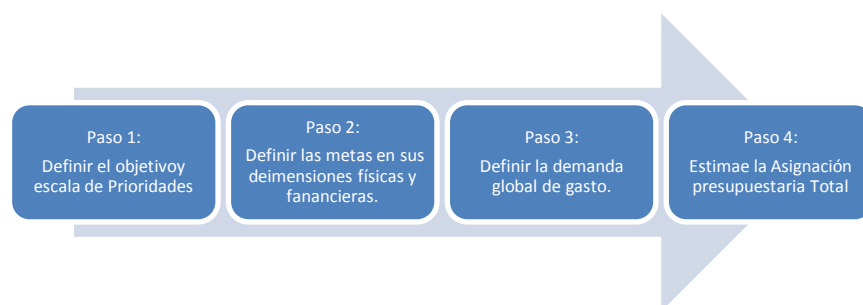 Paso 1:
Definir el objetivoy
escala de Prioridades
Paso 2:
Definir las metas en sus
deimensiones físicas y
fanancieras.
Paso 3:
Definir la demanda
global de gasto.
Paso 4:
Estimae la Asignación
presupuestaria Total